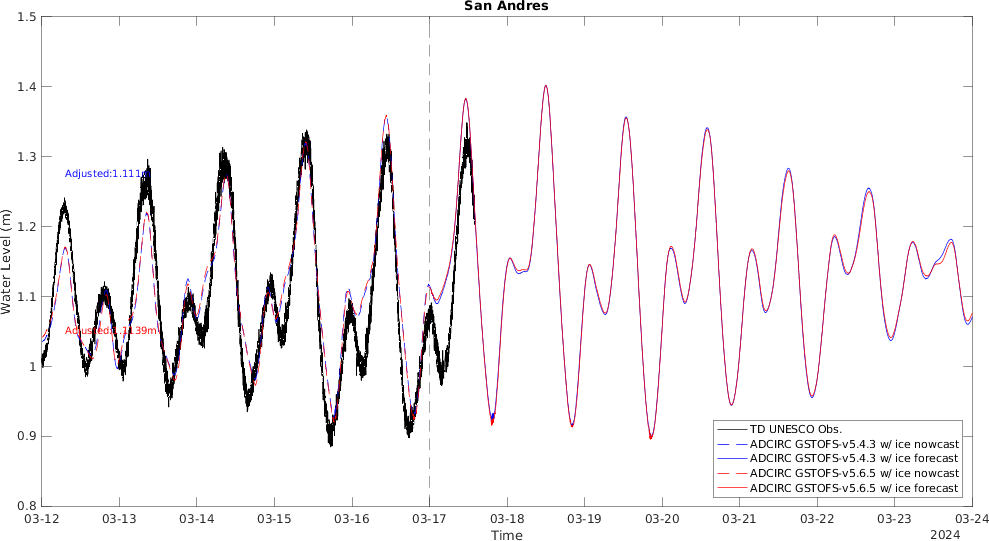 San Andres
Water Level (m)
1.5
1.4
1.3
1.2
1.1
1
0.9
0.8
Adjusted:1.111
Adjusted: 1139m
TD UNESCO Obs.
ADCIRC GSTOFS-v5.4.3 w/ ice nowcast
ADCIRC GSTOFS-v5.4.3 w/ ice forecast
ADCIRC GSTOFS-v5.6.5 w/ ice nowcast
ADCIRC GSTOFS-v5.6.5 w/ ice forecast
03-12 03-13 03-14 03-15 03-16 03-17 03-18 03-19 03-20 03-21 03-22 03-23 03-24
Time
2024